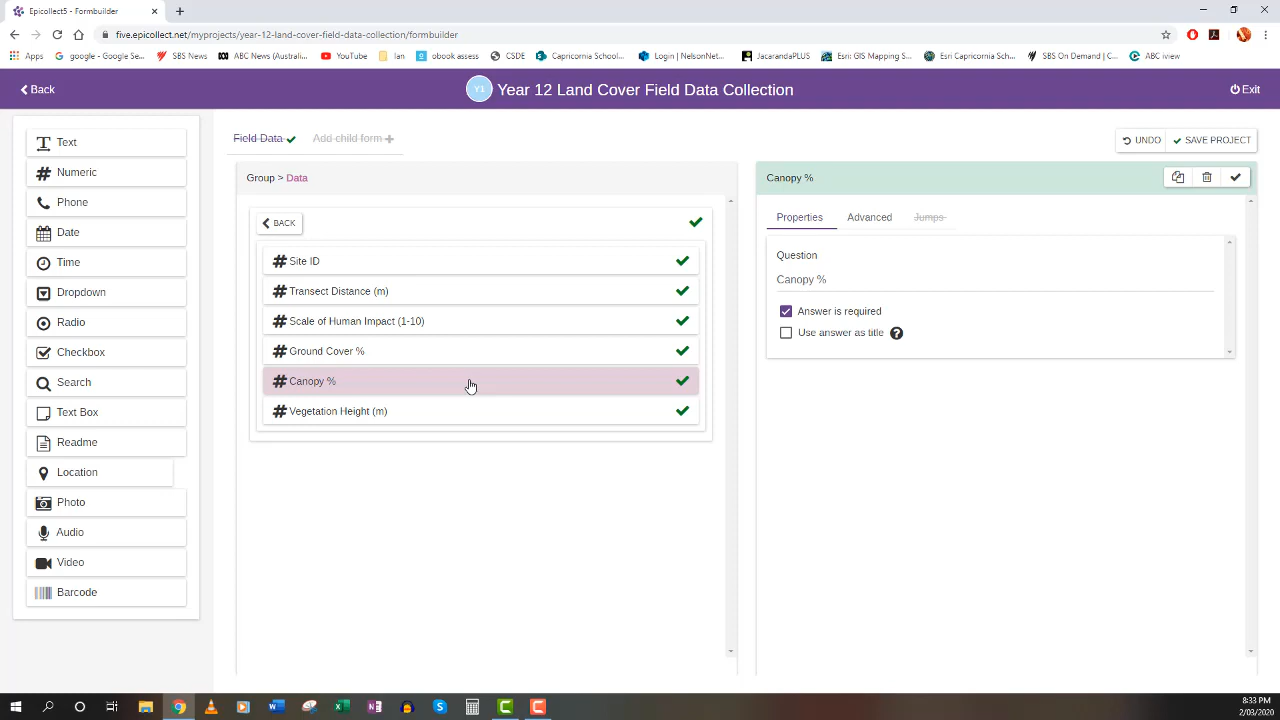 Epicollect5 - Formbuilder
five.epicollect.net/myprojects/year-12-land-cover-field-data-collection/formbuilder
Apps google - Google Se... SBS News ABC News (Australi... YouTube Ian obook assess CSDE Capricornia School... Login | NelsonNet... JacarandaPLUS Esri: GIS Mapping S... Esri Capricornia Sch... SBS On Demand | C... ABC iview
Back
Y1 Year 12 Land Cover Field Data Collection
Exit
Text
Numeric
Phone
Date
Time
Dropdown
Radio
Checkbox
Search
Text Box
Readme
Location
Photo
Audio
Video
Barcode
Field Data Add child form
UNDO SAVE PROJECT
Group > Data
BACK
Site ID
Transect Distance (m)
Scale of Human Impact (1-10)
Ground Cover %
Canopy %
Vegetation Height (m)
Canopy %
Properties Advanced Jumps
Question
Canopy %
Answer is required
Use answer as title ?
8:33 PM
2/03/2020